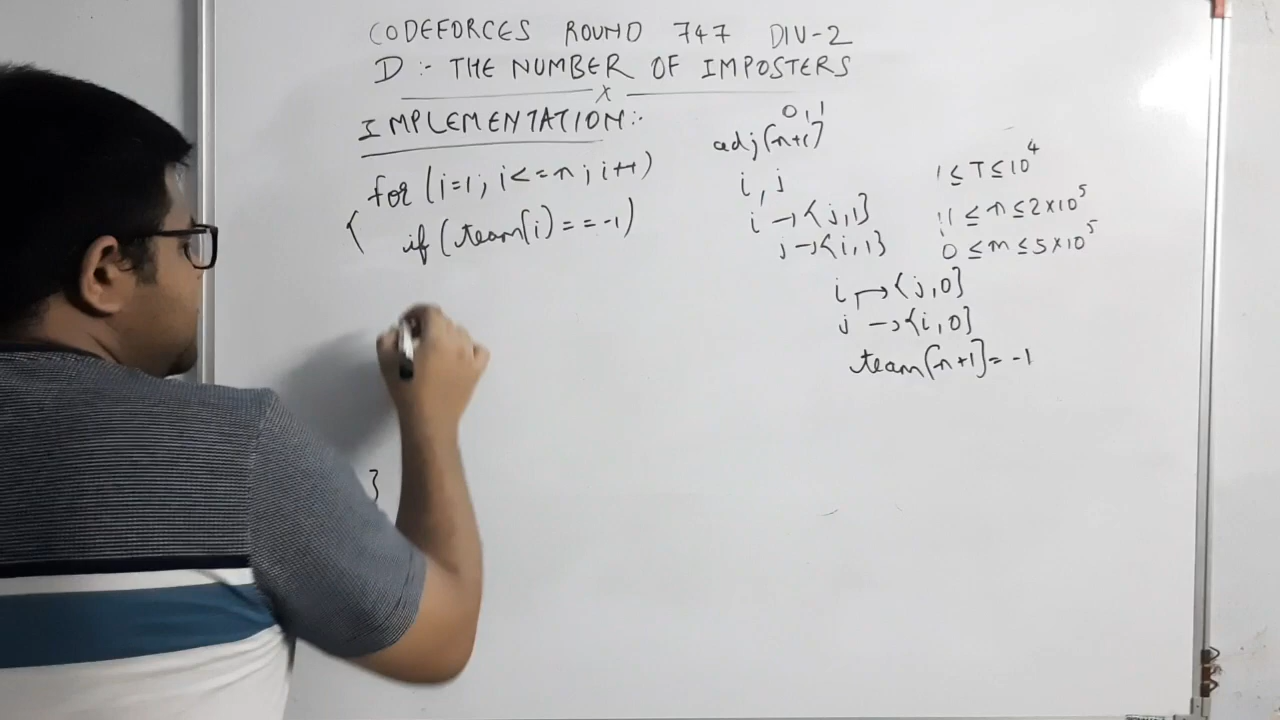 CODEFORCES ROUND 747 DIV-2
D :- THE NUMBER OF IMPOSTERS
x
IMPLEMENTATION:-
for (i=1; i<=n; i++)
{ if (team[i]==-1)
}
0, 1
adj[n+1]
i, j
i → {j,1}
j → {i,1}
i → {j,0}
j → {i,0}
team[n+1]= -1
1 ≤ T ≤ 10^4
1 ≤ n ≤ 2×10^5
0 ≤ m ≤ 5×10^5